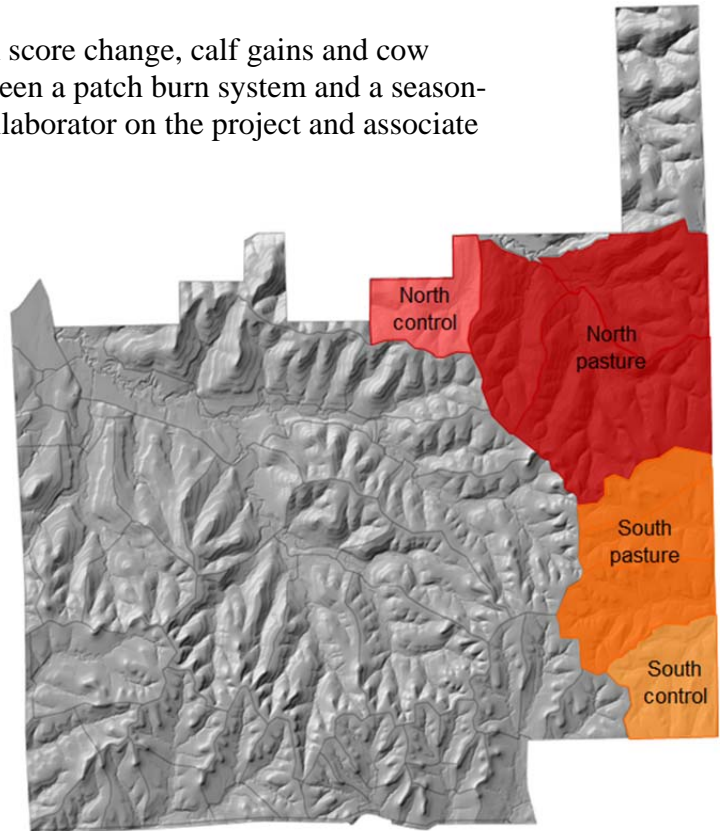 score change, calf gains and cow
een a patch burn system and a season-
laborator on the project and associate
North
control
North
pasture
South
pasture
South
control